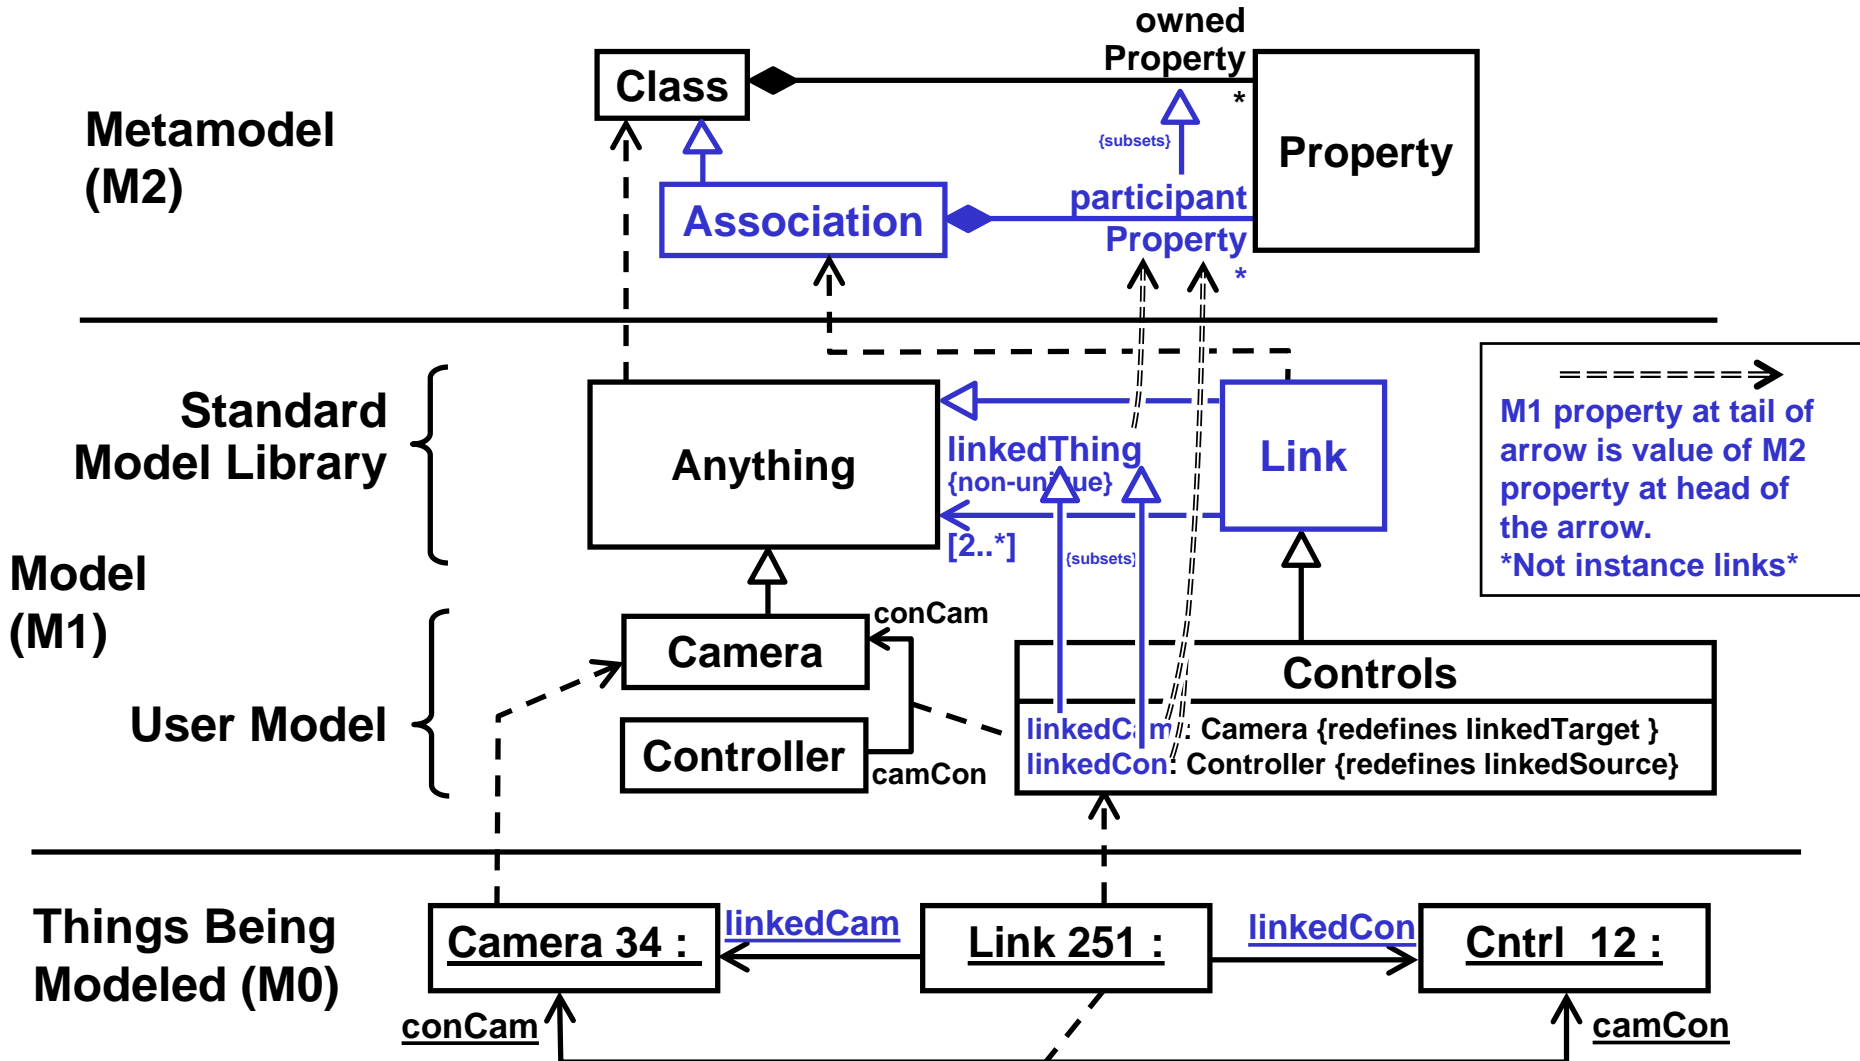 owned
Property
*
Class
Metamodel
(M2)
{subsets}
Property
participant
Association
Property
*
Standard
Model Library
Anything
linkedThing
{non-unique}
[2..*]
{subsets}
Link
M1 property at tail of
arrow is value of M2
property at head of
the arrow.
*Not instance links*
Model
(M1)
User Model
conCam
Camera
Controller
camCon
Controls
linkedCam : Camera {redefines linkedTarget }
linkedCon: Controller {redefines linkedSource}
Things Being
Modeled (M0)
Camera 34 :
linkedCam
Link 251 :
linkedCon
Cntrl 12 :
conCam
camCon